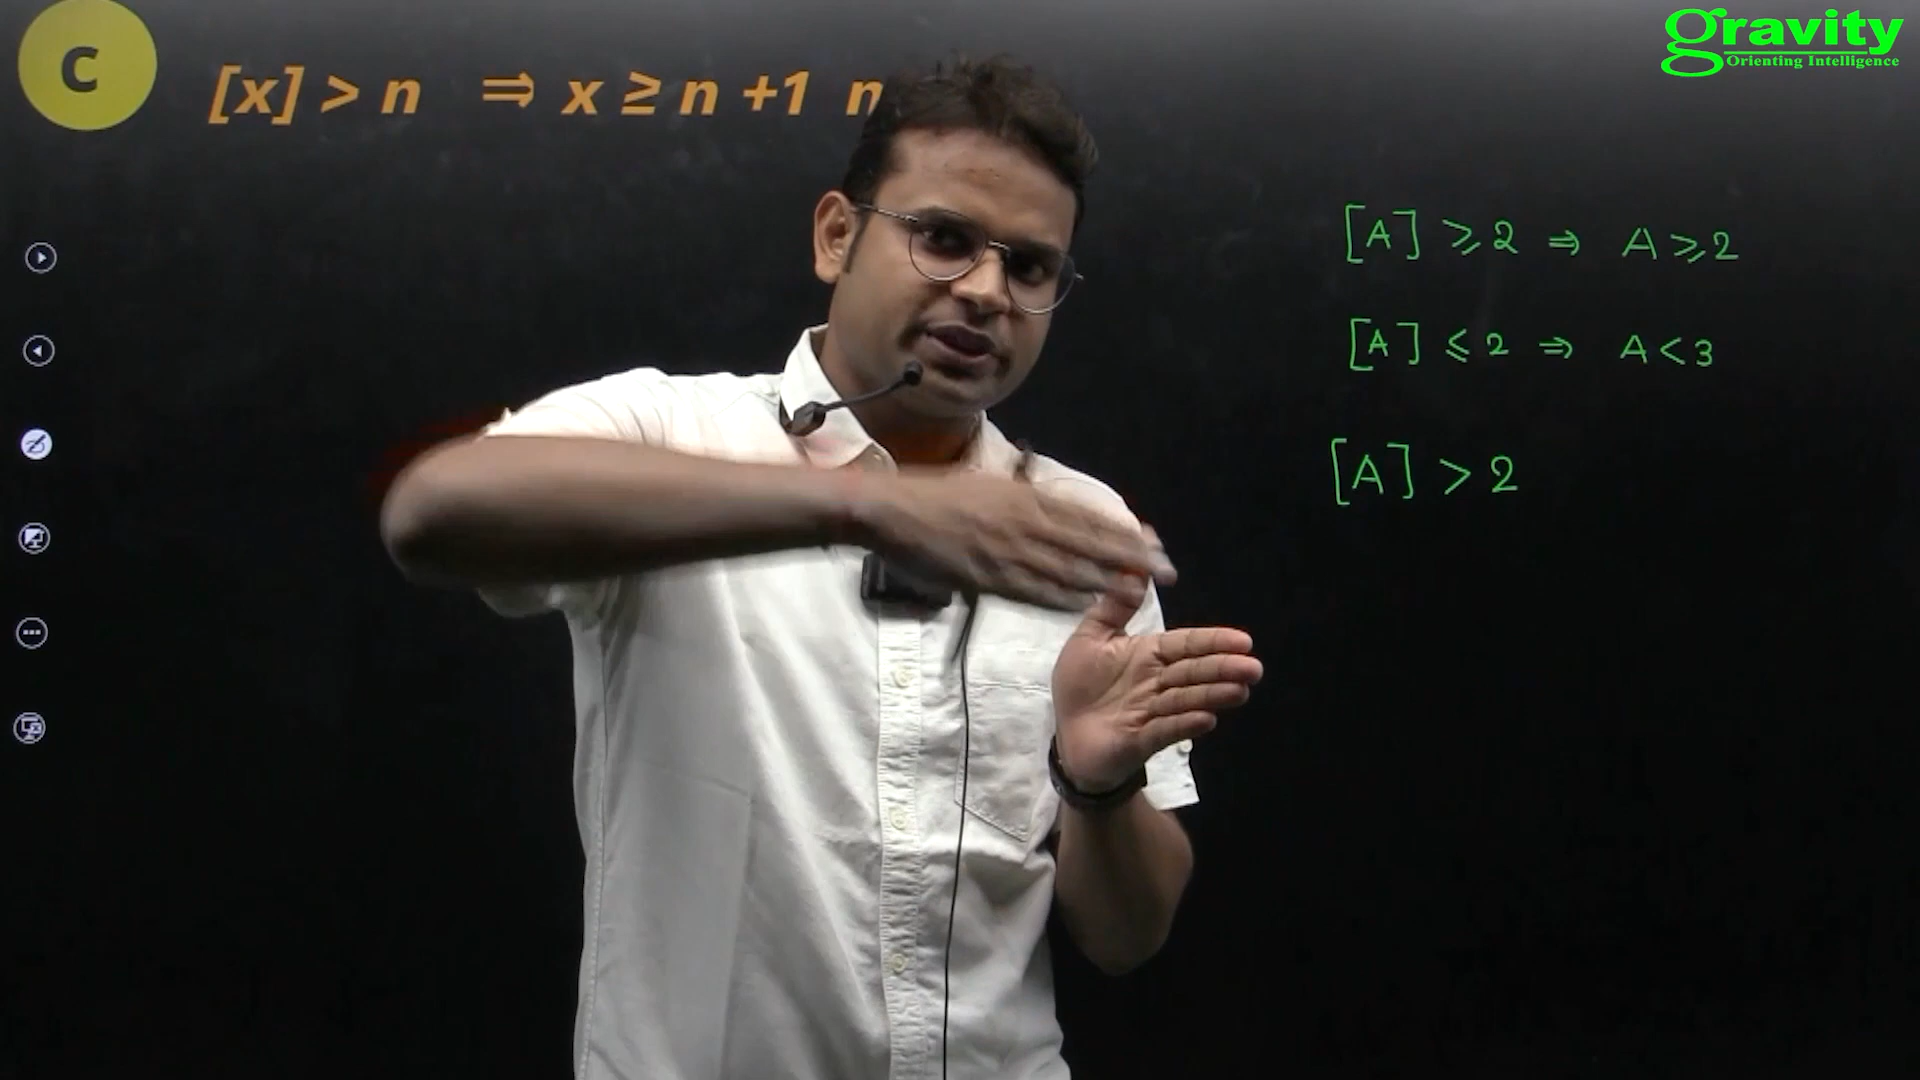 gravity
Orienting Intelligence
C
[x] > n ⇒ x ≥ n +1 n
[A] ⩾ 2 ⇒ A ⩾ 2
[A] ⩽ 2 ⇒ A < 3
[A] > 2